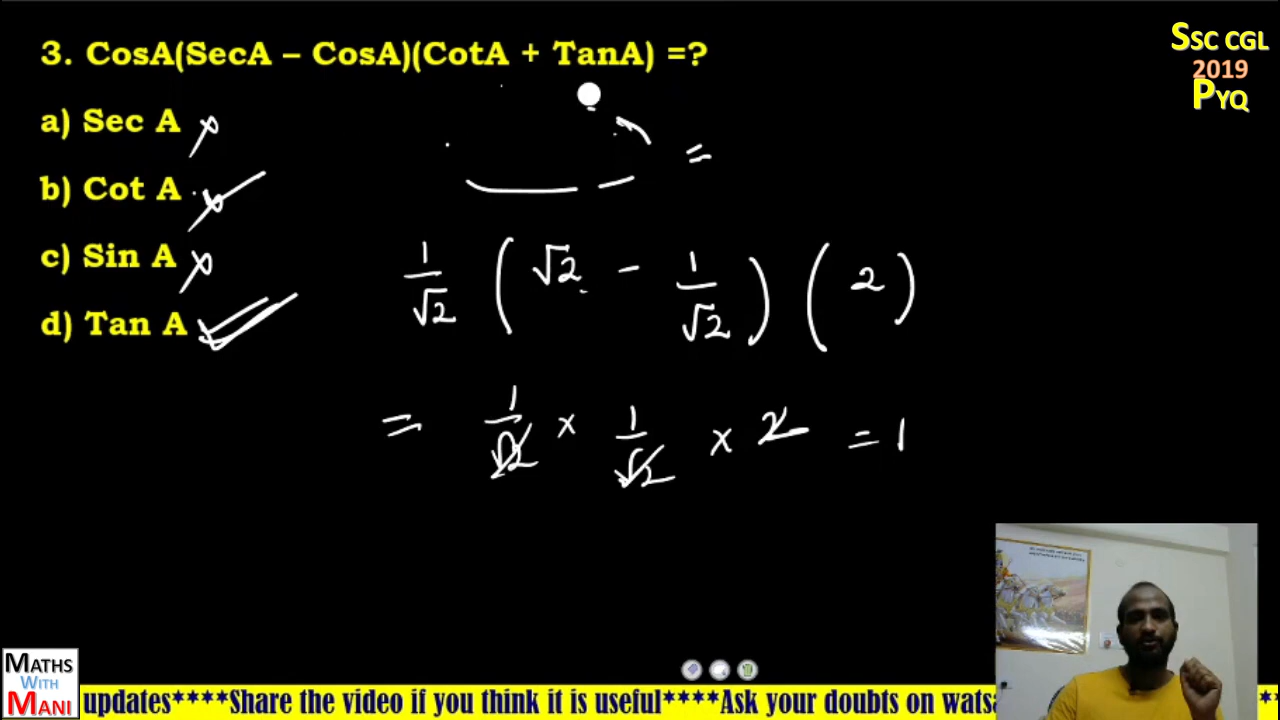 3. CosA(SecA – CosA)(CotA + TanA) =?
SSC CGL
2019
PYQ
a) Sec A
b) Cot A
c) Sin A
d) Tan A
=
1/√2 ( √2 - 1/√2 ) ( 2 )
= 1/√2 x 1/√2 x 2 = 1
MATHS
WITH
MANI
updates****Share the video if you think it is useful****Ask your doubts on **